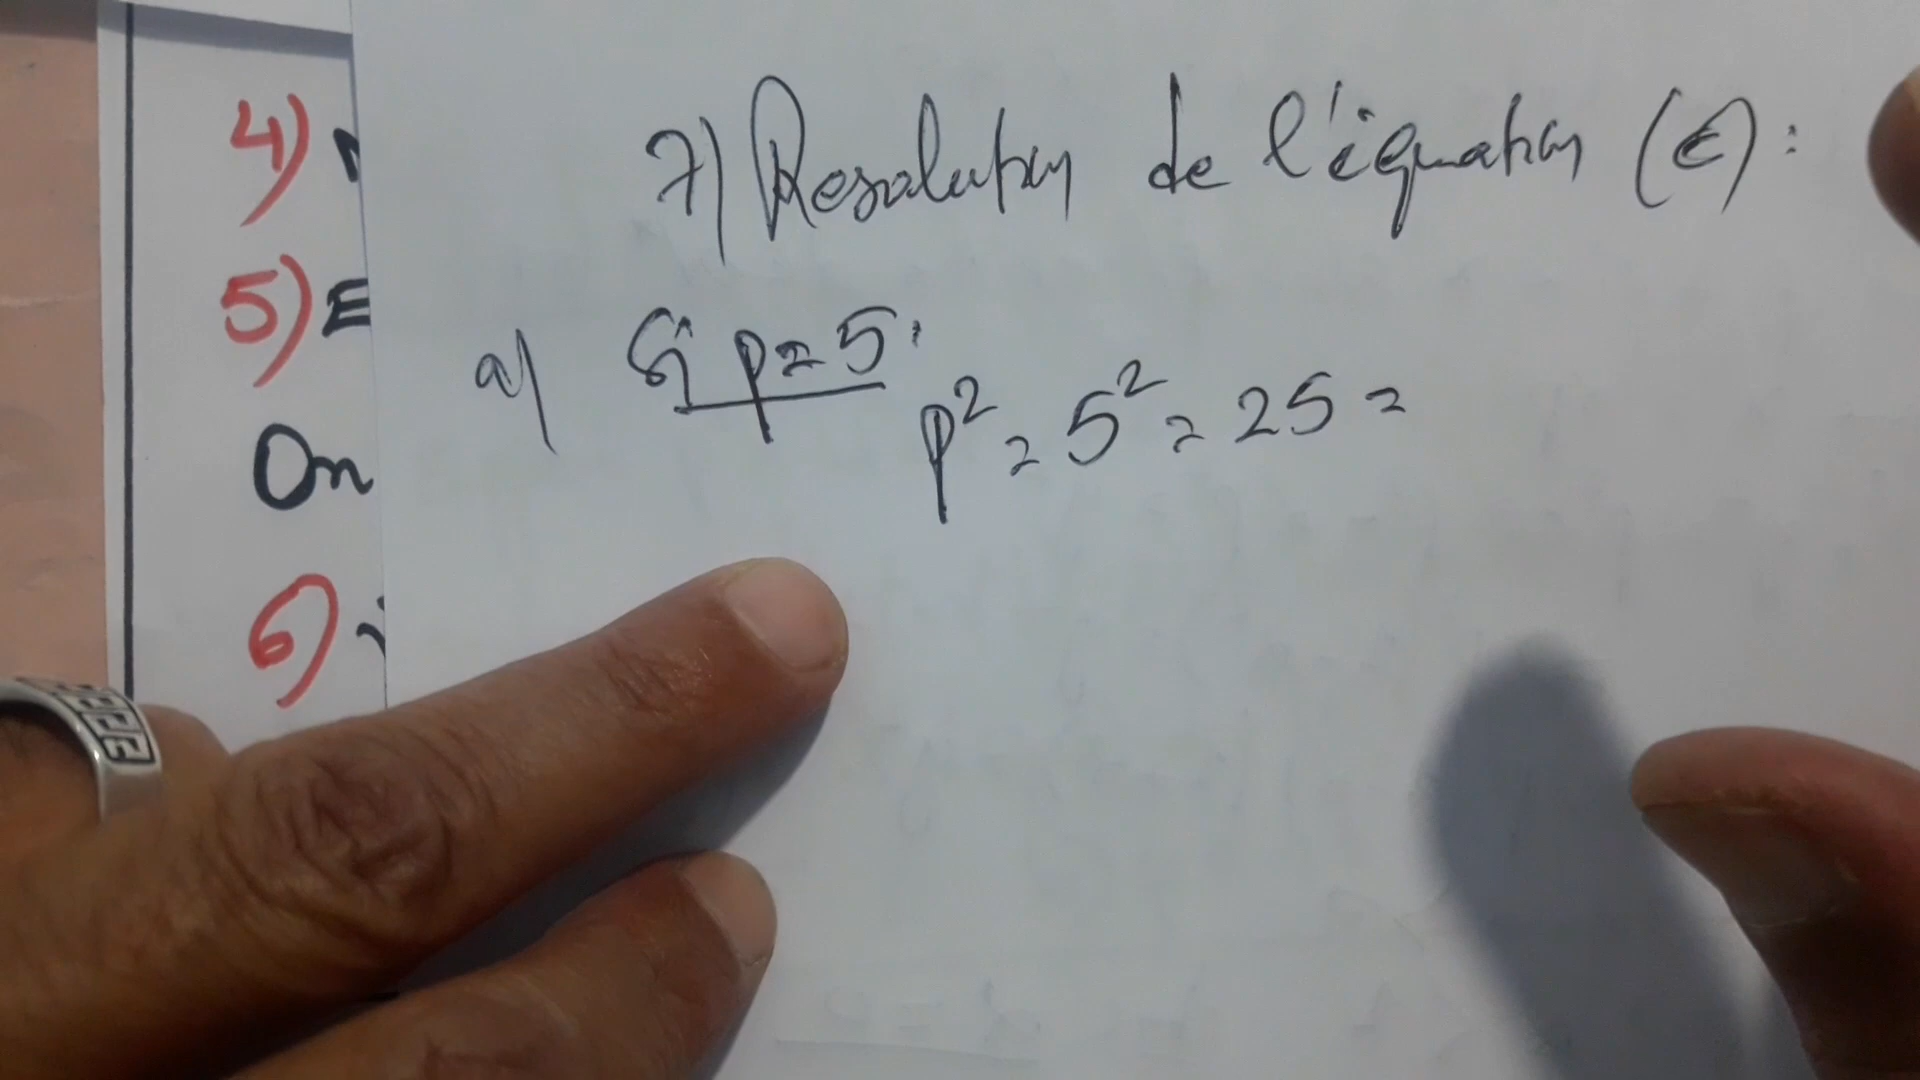 7) Resolution de l'équation (E):
a) Si p = 5:
p² = 5² = 25 =
4)
5) E
On
6)